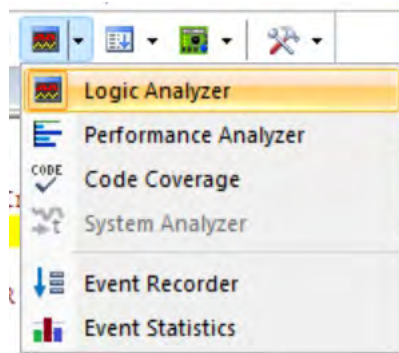 Logic Analyzer
Performance Analyzer
CODE
Code Coverage
t
System Analyzer
Event Recorder
Event Statistics